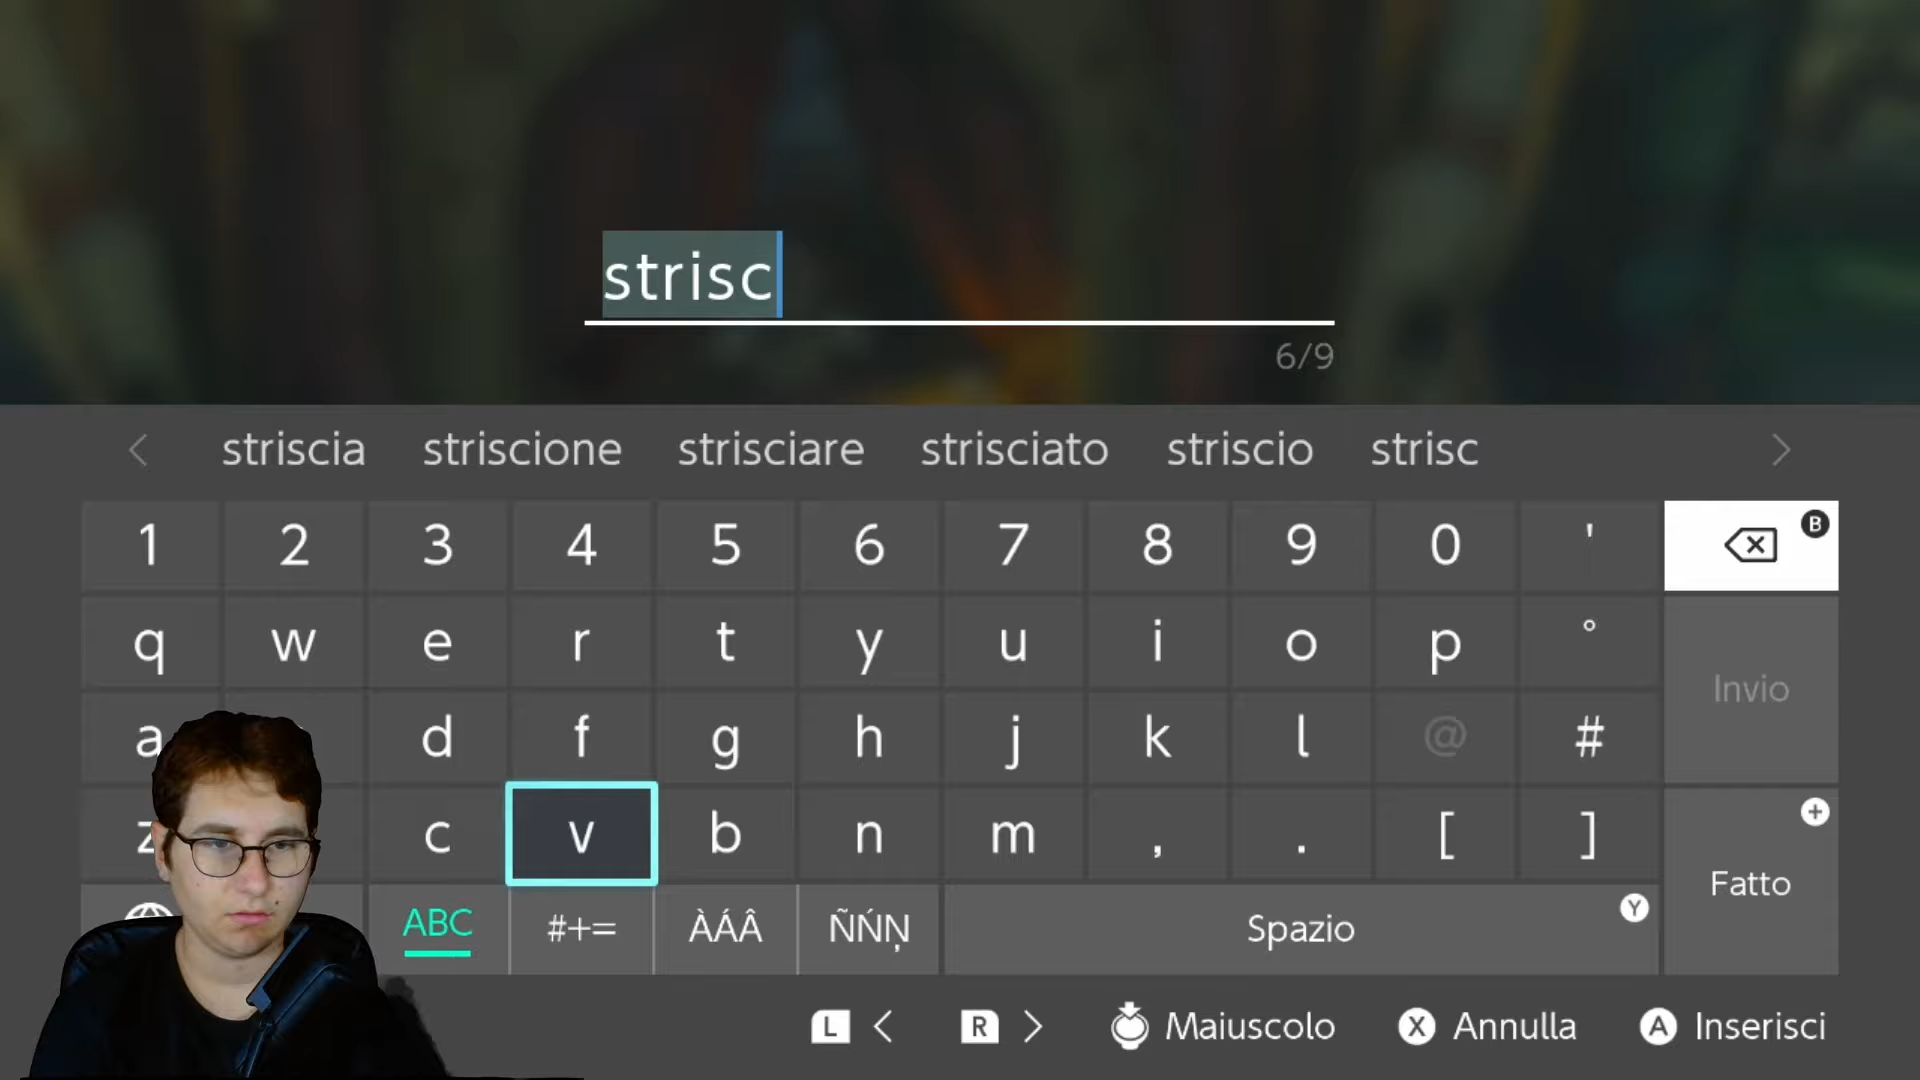 strisc
6/9
< striscia striscione strisciare strisciato striscio strisc >
1 2 3 4 5 6 7 8 9 0 ' B
q w e r t y u i o p °
Invio
a d f g h j k l @ #
z c v b n m , . [ ] +
Fatto
ABC #+= ÀÁÂ ÑŃŅ Spazio Y
L < R > Maiuscolo X Annulla A Inserisci